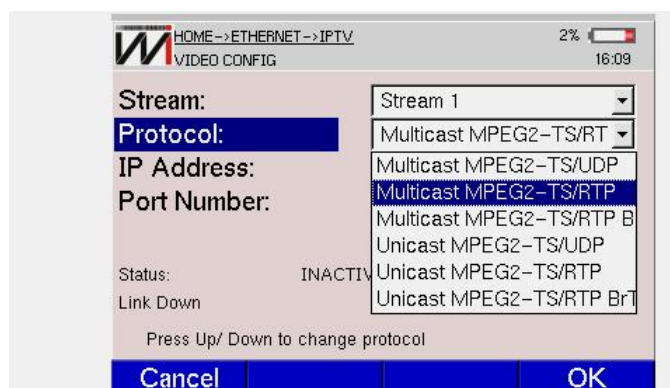 HOME->ETHERNET->IPTV
2%
VIDEO CONFIG
16:09
Stream:
Stream 1
Protocol:
Multicast MPEG2-TS/RT
IP Address:
Multicast MPEG2-TS/UDP
Multicast MPEG2-TS/RTP
Port Number:
Multicast MPEG2-TS/RTP B
Unicast MPEG2-TS/UDP
Status:
INACTIV
Unicast MPEG2-TS/RTP
Link Down
Unicast MPEG2-TS/RTP BrT
Press Up/ Down to change protocol
Cancel
OK